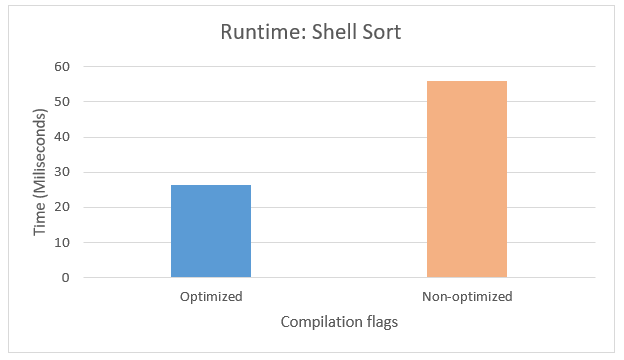 Runtime: Shell Sort
60
50
40
30
20
10
0
Time (Miliseconds)
Optimized
Non-optimized
Compilation flags